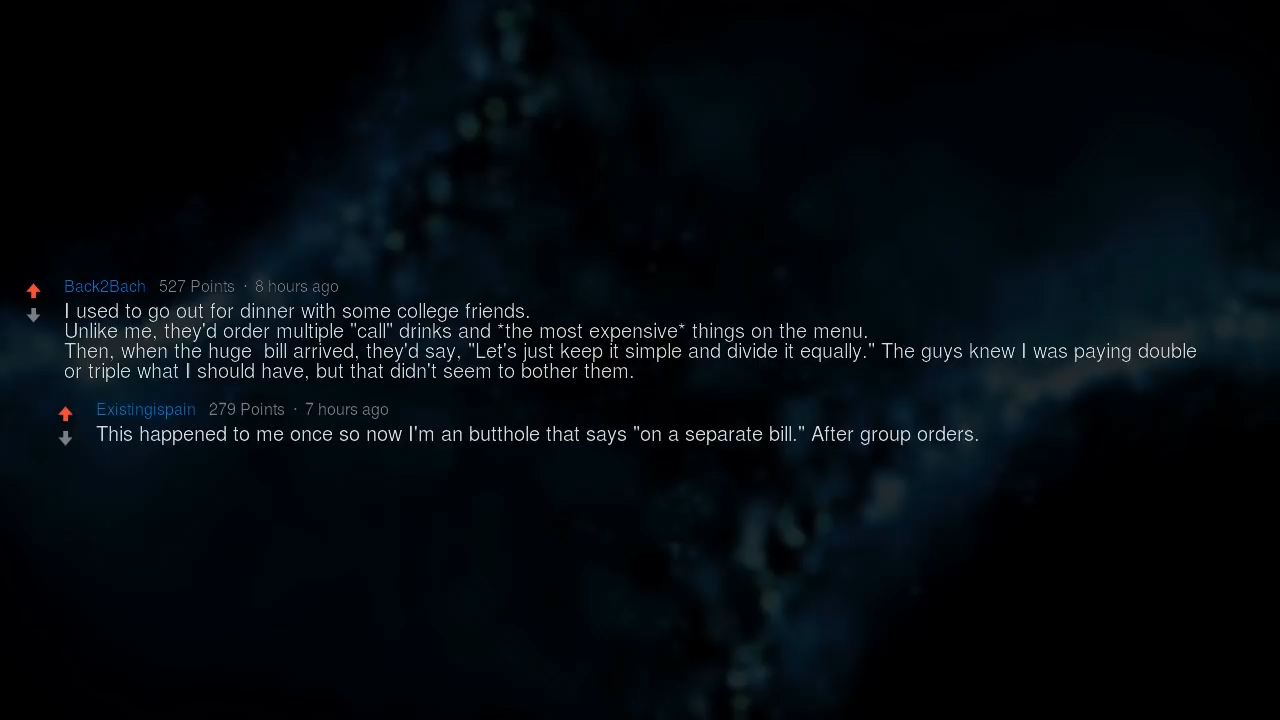 Back2Bach 527 Points · 8 hours ago
I used to go out for dinner with some college friends.
Unlike me, they'd order multiple "call" drinks and *the most expensive* things on the menu.
Then, when the huge  bill arrived, they'd say, "Let's just keep it simple and divide it equally." The guys knew I was paying double
or triple what I should have, but that didn't seem to bother them.
Existingispain 279 Points · 7 hours ago
This happened to me once so now I'm an butthole that says "on a separate bill." After group orders.